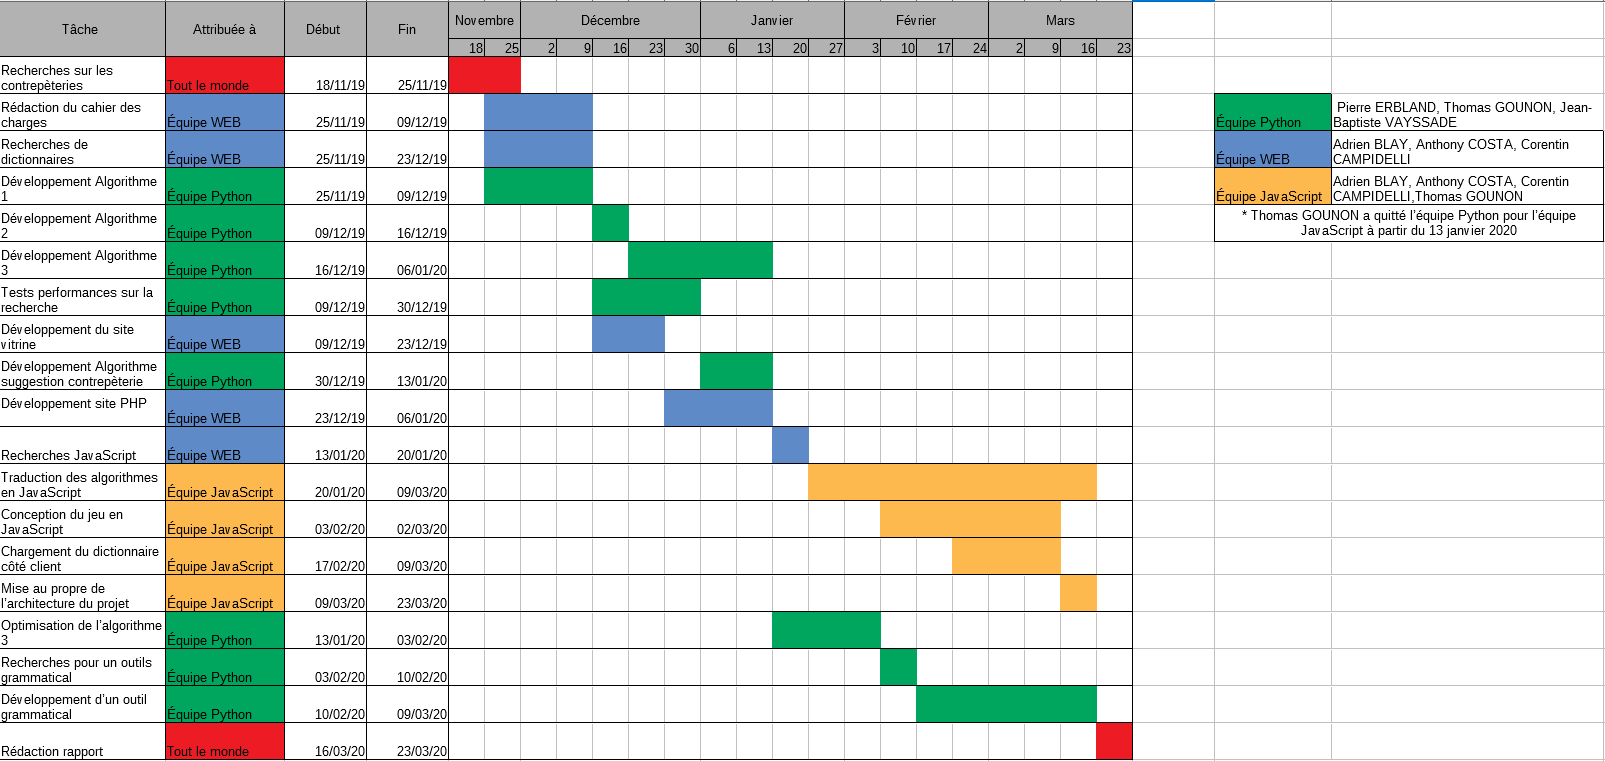 Tâche Attribuée à Début Fin Novembre Décembre Janvier Février Mars
18 25 2 9 16 23 30 6 13 20 27 3 10 17 24 2 9 16 23
Recherches sur les
contrepèteries Tout le monde 18/11/19 25/11/19
Rédaction du cahier des
charges Équipe WEB 25/11/19 09/12/19
Recherches de
dictionnaires Équipe WEB 25/11/19 23/12/19
Développement Algorithme
1 Équipe Python 25/11/19 09/12/19
Développement Algorithme
2 Équipe Python 09/12/19 16/12/19
Développement Algorithme
3 Équipe Python 16/12/19 06/01/20
Tests performances sur la
recherche Équipe Python 09/12/19 30/12/19
Développement du site
vitrine Équipe WEB 09/12/19 23/12/19
Développement Algorithme
suggestion contrepèterie Équipe Python 30/12/19 13/01/20
Développement site PHP
Équipe WEB 23/12/19 06/01/20
Recherches JavaScript Équipe WEB 13/01/20 20/01/20
Traduction des algorithmes
en JavaScript Équipe JavaScript 20/01/20 09/03/20
Conception du jeu en
JavaScript Équipe JavaScript 03/02/20 02/03/20
Chargement du dictionnaire
côté client Équipe JavaScript 17/02/20 09/03/20
Mise au propre de
l'architecture du projet Équipe JavaScript 09/03/20 23/03/20
Optimisation de l'algorithme
3 Équipe Python 13/01/20 03/02/20
Recherches pour un outils
grammatical Équipe Python 03/02/20 10/02/20
Développement d'un outil
grammatical Équipe Python 10/02/20 09/03/20
Rédaction rapport Tout le monde 16/03/20 23/03/20
Pierre ERBLAND, Thomas GOUNON, Jean-
Équipe Python Baptiste VAYSSADE
Adrien BLAY, Anthony COSTA, Corentin
Équipe WEB CAMPIDELLI
Adrien BLAY, Anthony COSTA, Corentin
Équipe JavaScript CAMPIDELLI,Thomas GOUNON
* Thomas GOUNON a quitté l'équipe Python pour l'équipe
JavaScript à partir du 13 janvier 2020